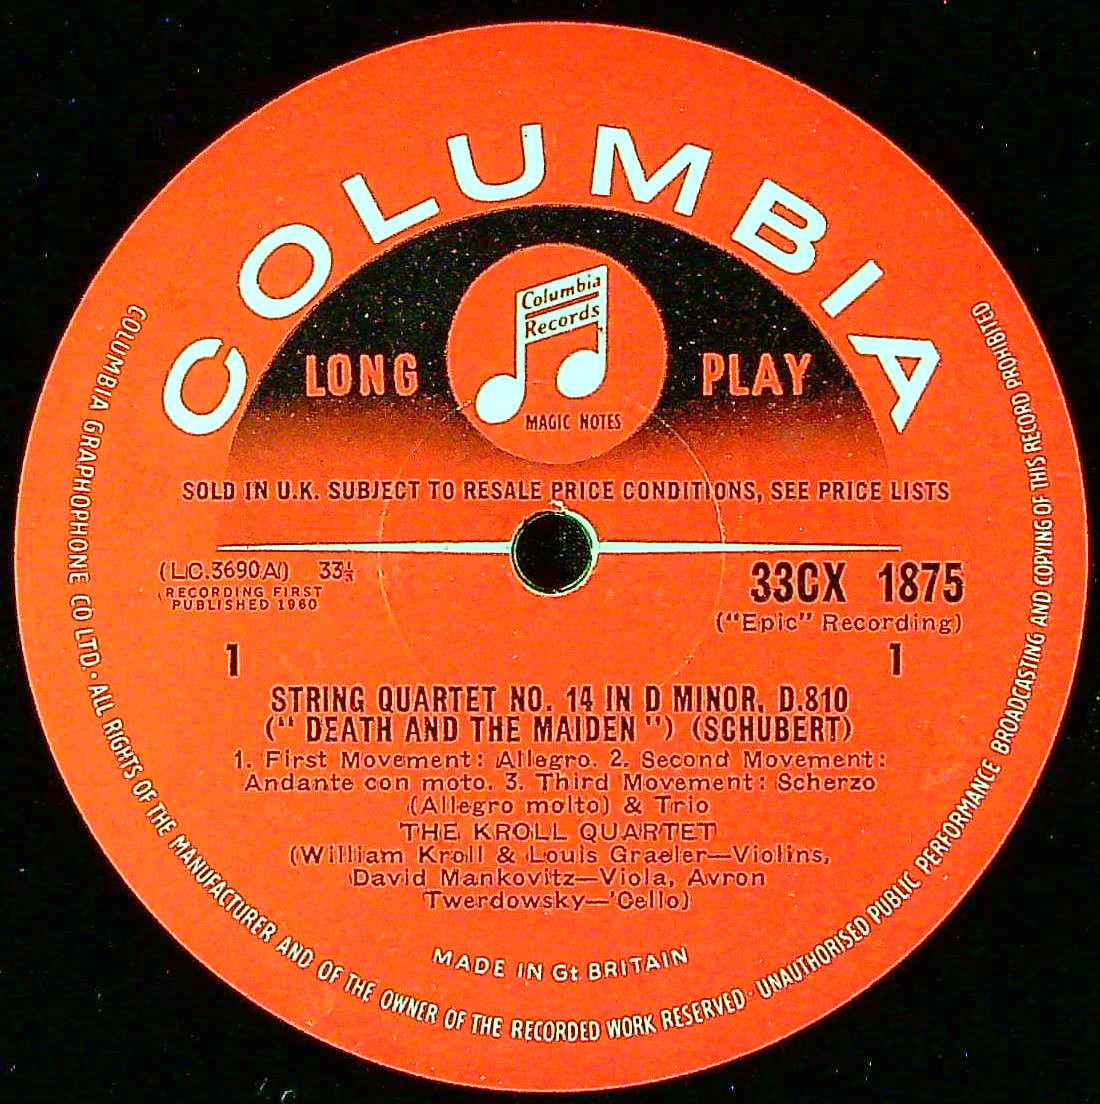 COLUMBIA
Columbia
Records
LONG PLAY
MAGIC NOTES
SOLD IN U.K. SUBJECT TO RESALE PRICE CONDITIONS, SEE PRICE LISTS
(LC.3690A) 33⅓
RECORDING FIRST
PUBLISHED 1960
33CX 1875
("Epic" Recording)
1 1
STRING QUARTET NO. 14 IN D MINOR, D.810
(" DEATH AND THE MAIDEN ") (SCHUBERT)
1. First Movement: Allegro. 2. Second Movement:
Andante con moto. 3. Third Movement: Scherzo
(Allegro molto) & Trio
THE KROLL QUARTET
(William Kroll & Louis Graeler—Violins,
David Mankovitz—Viola, Avron
Twerdowsky—'Cello)
MADE IN Gt BRITAIN
COLUMBIA GRAPHOPHONE CO LTD · ALL RIGHTS OF THE MANUFACTURER AND OF THE OWNER OF THE RECORDED WORK RESERVED · UNAUTHORISED PUBLIC PERFORMANCE BROADCASTING AND COPYING OF THIS RECORD PROHIBITED